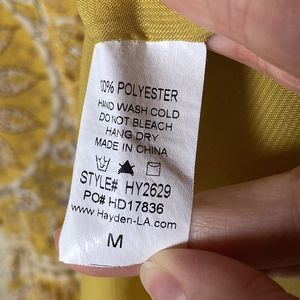 100% POLYESTER
HAND WASH COLD
DO NOT BLEACH
HANG DRY
MADE IN CHINA
STYLE# HY2629
PO# HD17836
www.Hayden-LA.com
M